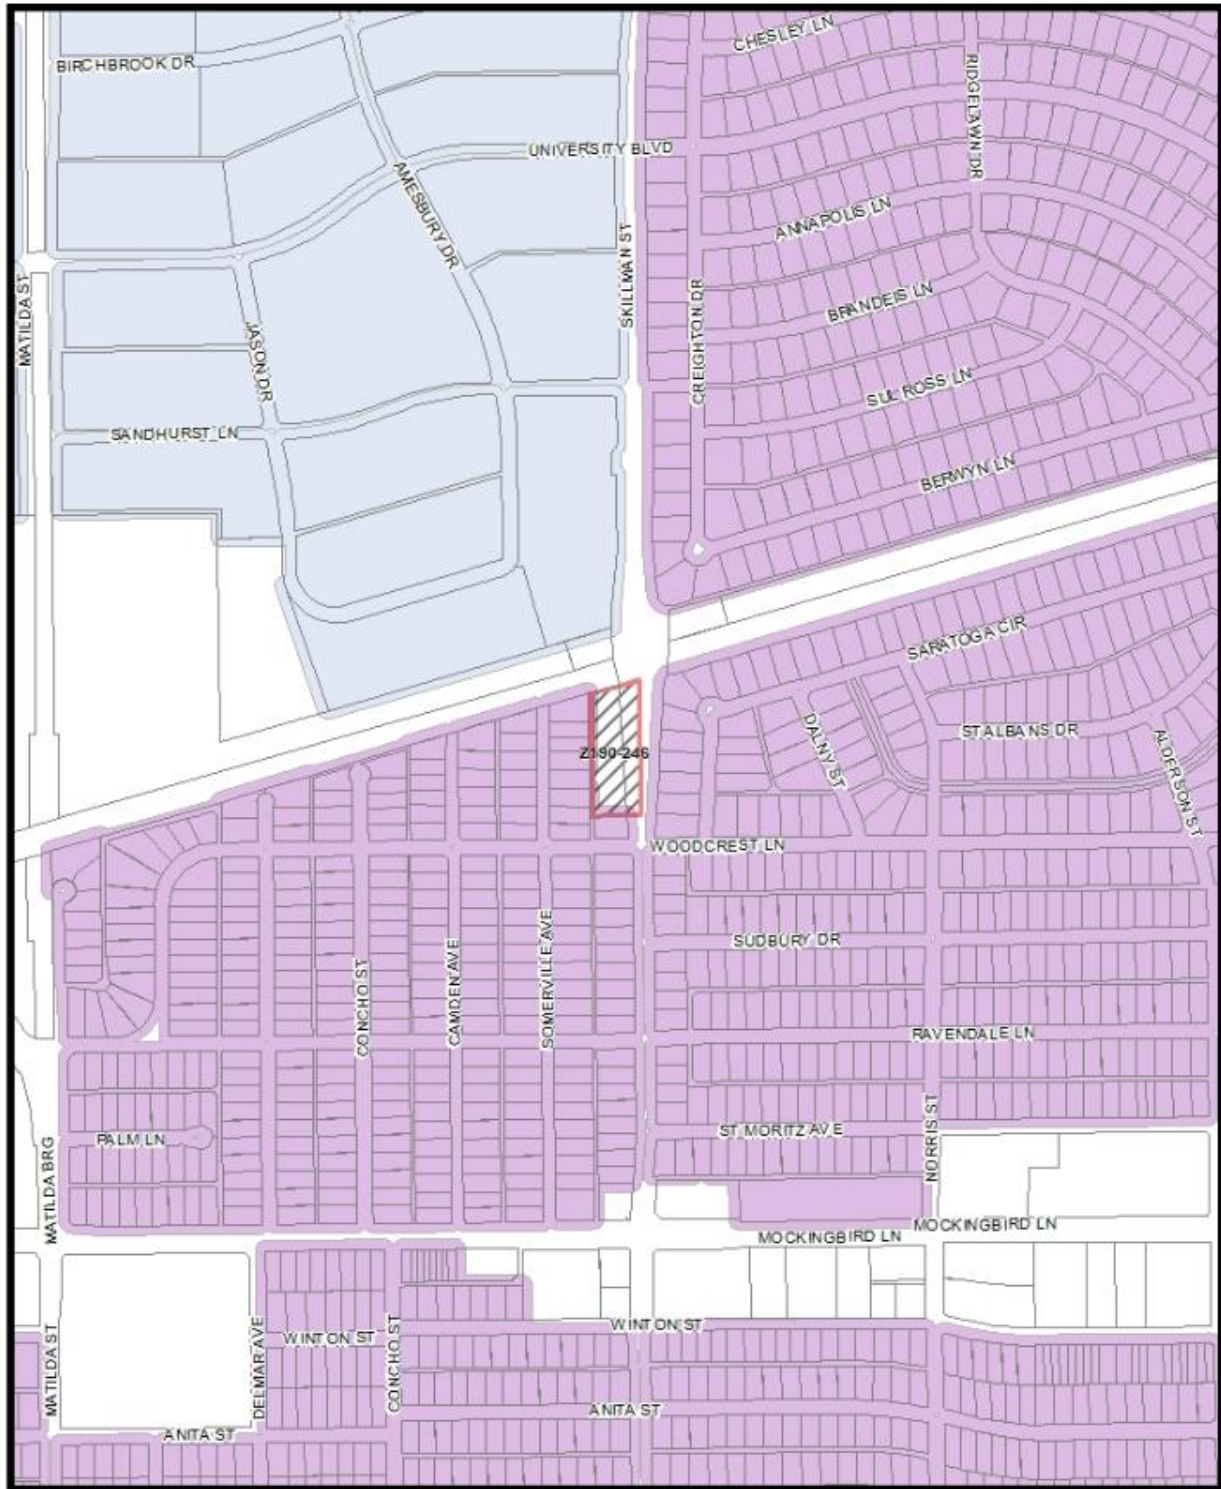 CHESLEY LN
BIRCHBROOK DR
RIDGELAWN DR
UNIVERSITY BLVD
AMESBURY DR
ANNAPOLIS LN
SKILLMAN ST
MATILDA ST
CREIGHTON DR
BRANDEIS LN
JASON DR
SUL ROSS LN
SANDHURST LN
BERWYN LN
SARATOGA CIR
DALNY ST
ST ALBANS DR
ALDERSON ST
Z190-246
WOODCREST LN
CONCHO ST
CAMDEN AVE
SOMERVILLE AVE
SUDBURY DR
RAVENDALE LN
PALM LN
ST MORITZ AVE
NORRIS ST
MATILDA BRG
MOCKINGBIRD LN
MOCKINGBIRD LN
MATILDA ST
DELMAR AVE
WINTON ST
CONCHO ST
WINTON ST
ANITA ST
ANITA ST